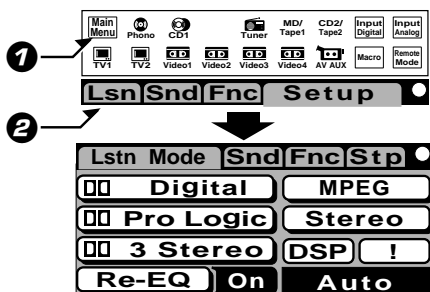 Main Menu Phono CD1 Tuner MD/ Tape1 CD2/ Tape2 Input Digital Input Analog
1
TV1 TV2 Video1 Video2 Video3 Video4 AV AUX Macro Remote Mode
Lsn Snd Fnc Setup
2
Lstn Mode Snd Fnc Stp
Digital MPEG
Pro Logic Stereo
3 Stereo DSP !
Re-EQ On Auto